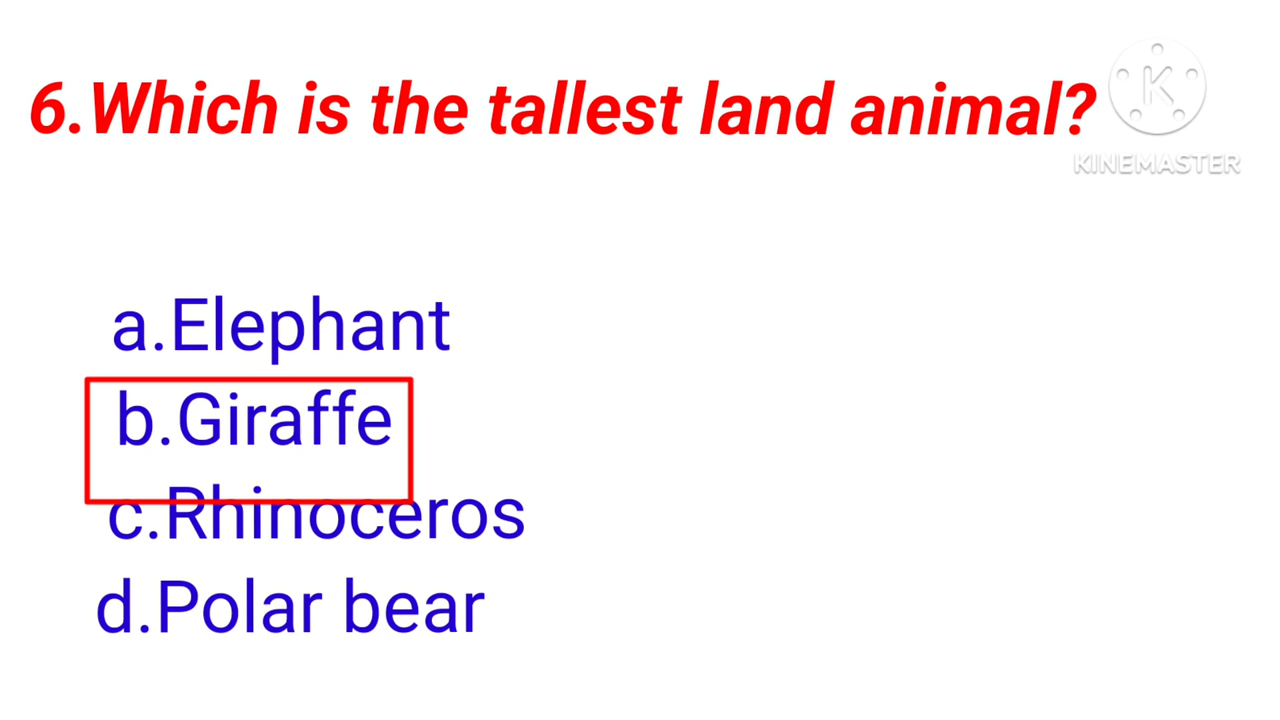 6.Which is the tallest land animal?
K
KINEMASTER
a.Elephant
b.Giraffe
c.Rhinoceros
d.Polar bear